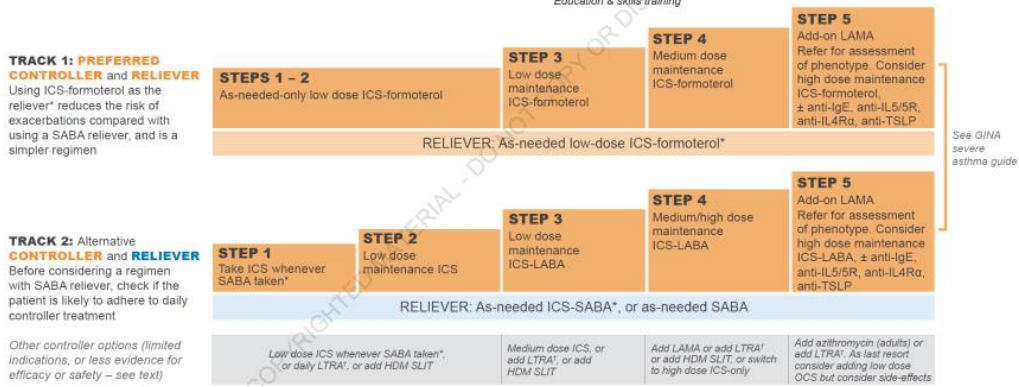 Education & skills training
TRACK 1: PREFERRED
CONTROLLER and RELIEVER
Using ICS-formoterol as the
reliever* reduces the risk of
exacerbations compared with
using a SABA reliever, and is a
simpler regimen
STEPS 1 – 2
As-needed-only low dose ICS-formoterol
STEP 3
Low dose
maintenance
ICS-formoterol
STEP 4
Medium dose
maintenance
ICS-formoterol
STEP 5
Add-on LAMA
Refer for assessment
of phenotype. Consider
high dose maintenance
ICS-formoterol,
± anti-IgE, anti-IL5/5R,
anti-IL4Rα, anti-TSLP
RELIEVER: As-needed low-dose ICS-formoterol*
See GINA
severe
asthma guide
TRACK 2: Alternative
CONTROLLER and RELIEVER
Before considering a regimen
with SABA reliever, check if the
patient is likely to adhere to daily
controller treatment
STEP 1
Take ICS whenever
SABA taken*
STEP 2
Low dose
maintenance ICS
STEP 3
Low dose
maintenance
ICS-LABA
STEP 4
Medium/high dose
maintenance
ICS-LABA
STEP 5
Add-on LAMA
Refer for assessment
of phenotype. Consider
high dose maintenance
ICS-LABA, ± anti-IgE,
anti-IL5/5R, anti-IL4Rα,
anti-TSLP
RELIEVER: As-needed ICS-SABA*, or as-needed SABA
Other controller options (limited
indications, or less evidence for
efficacy or safety – see text)
Low dose ICS whenever SABA taken*,
or daily LTRA†, or add HDM SLIT
Medium dose ICS, or
add LTRA†, or add
HDM SLIT
Add LAMA or add LTRA†
or add HDM SLIT, or switch
to high dose ICS-only
Add azithromycin (adults) or
add LTRA†. As last resort
consider adding low dose
OCS but consider side-effects
COPYRIGHTED MATERIAL - DO NOT COPY OR